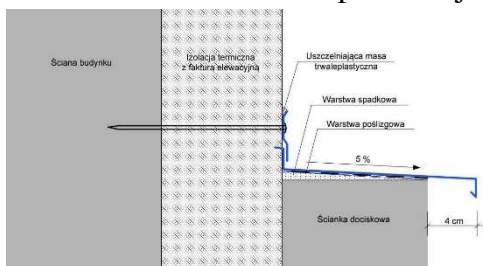 Ściana budynku
Izolacja termiczna
z fakturą elewacyjną
Uszczelniająca masa
trwaleplastyczna
Warstwa spadkowa
Warstwa poślizgowa
5 %
Ścianka dociskowa
4 cm